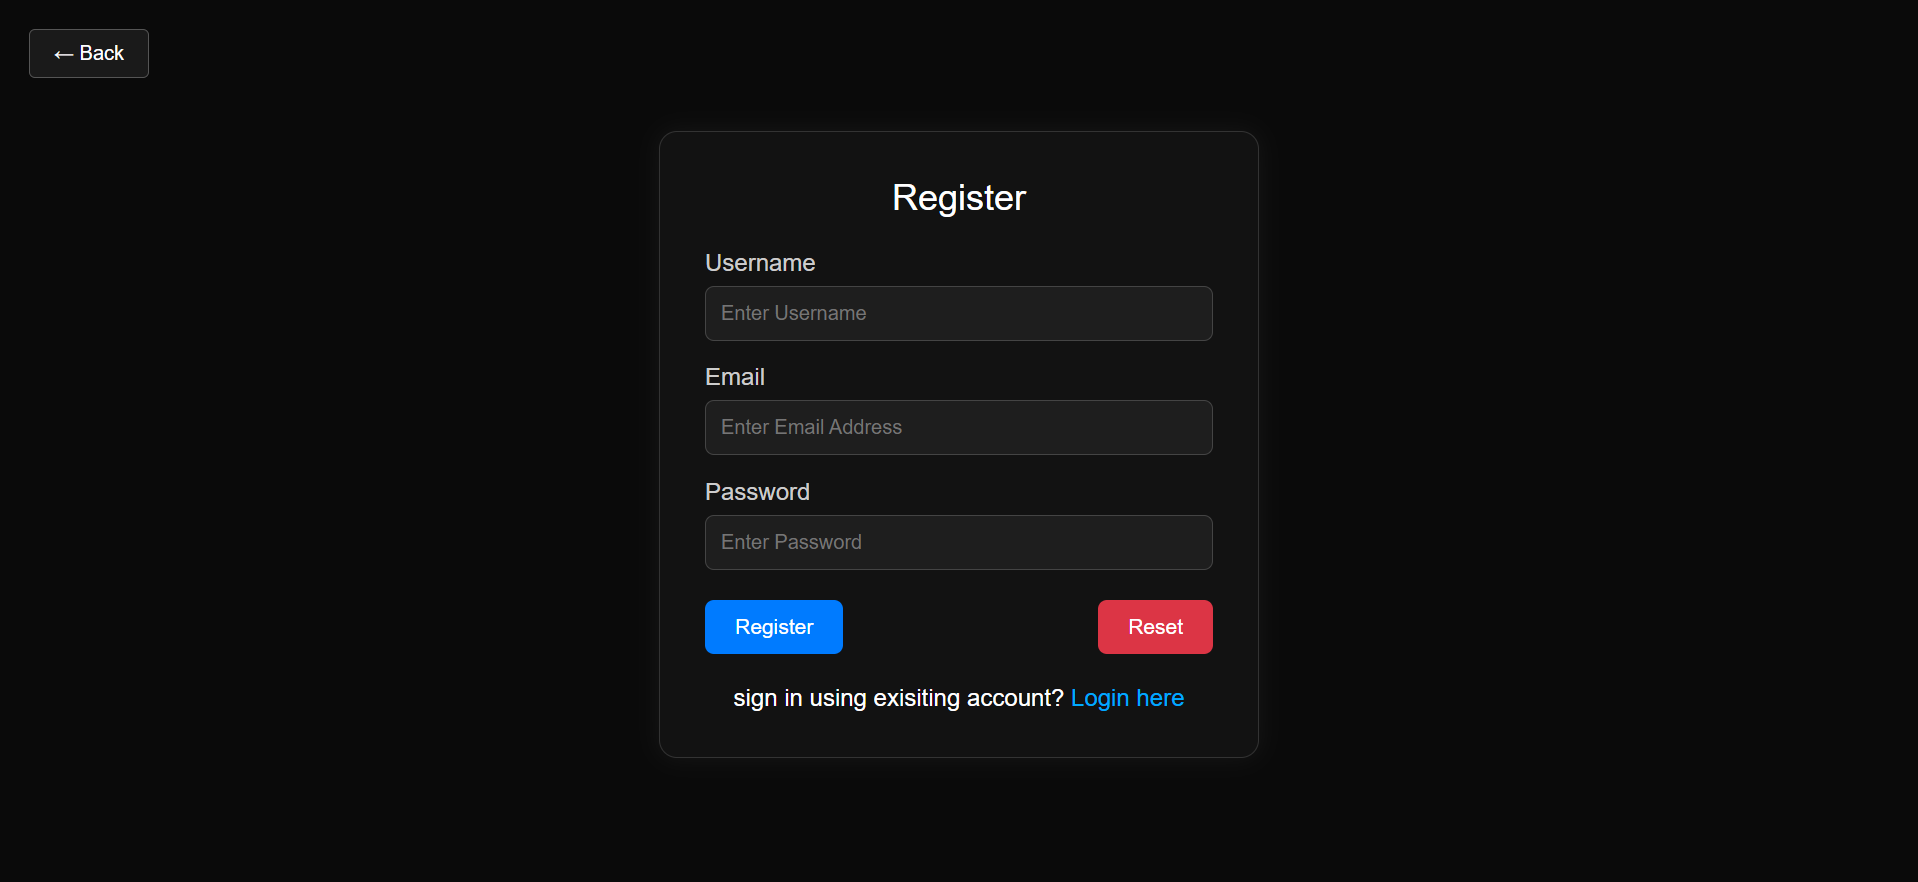 ← Back
Register
Username
Enter Username
Email
Enter Email Address
Password
Enter Password
Register
Reset
sign in using exisiting account? Login here